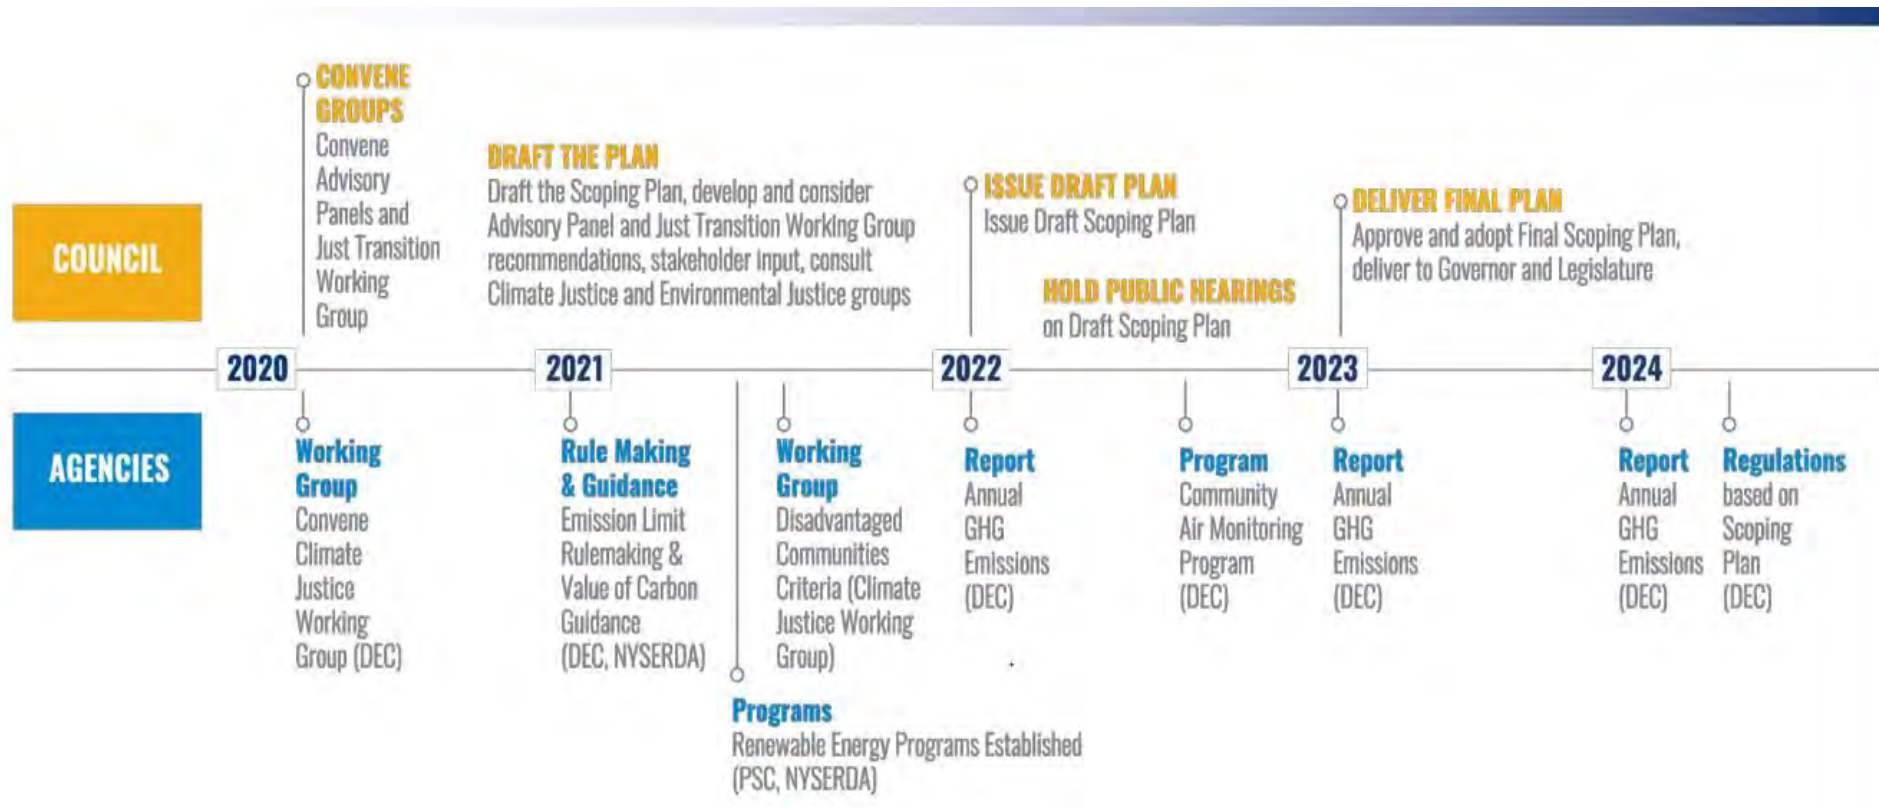 CONVENE
GROUPS
Convene
Advisory
Panels and
Just Transition
Working
Group
DRAFT THE PLAN
Draft the Scoping Plan, develop and consider
Advisory Panel and Just Transition Working Group
recommendations, stakeholder input, consult
Climate Justice and Environmental Justice groups
ISSUE DRAFT PLAN
Issue Draft Scoping Plan
HOLD PUBLIC HEARINGS
on Draft Scoping Plan
DELIVER FINAL PLAN
Approve and adopt Final Scoping Plan,
deliver to Governor and Legislature
COUNCIL
2020
2021
2022
2023
2024
AGENCIES
Working
Group
Convene
Climate
Justice
Working
Group (DEC)
Rule Making
& Guidance
Emission Limit
Rulemaking &
Value of Carbon
Guidance
(DEC, NYSERDA)
Programs
Renewable Energy Programs Established
(PSC, NYSERDA)
Working
Group
Disadvantaged
Communities
Criteria (Climate
Justice Working
Group)
Report
Annual
GHG
Emissions
(DEC)
Program
Community
Air Monitoring
Program
(DEC)
Report
Annual
GHG
Emissions
(DEC)
Report
Annual
GHG
Emissions
(DEC)
Regulations
based on
Scoping
Plan
(DEC)